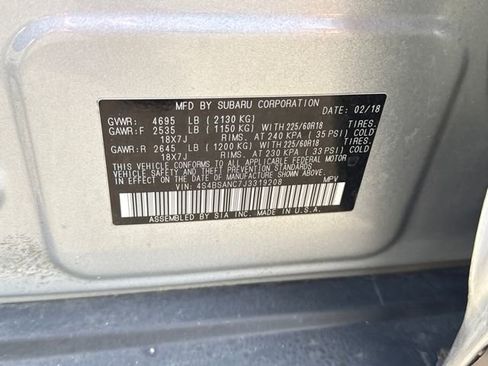 MFD BY SUBARU CORPORATION
DATE: 02/18
GVWR: 4695 LB ( 2130 KG)
GAWR:F 2535 LB ( 1150 KG) WITH 225/60R18 TIRES.
18X7J RIMS. AT 240 KPA ( 35 PSI) COLD.
GAWR:R 2645 LB ( 1200 KG) WITH 225/60R18 TIRES.
18X7J RIMS. AT 230 KPA ( 33 PSI) COLD.
THIS VEHICLE CONFORMS TO ALL APPLICABLE FEDERAL MOTOR
VEHICLE SAFETY AND THEFT PREVENTION STANDARDS IN EFFECT
ON THE DATE OF MANUFACTURE SHOWN ABOVE.
VIN: 4S4BSANC7J3319208 MPV
ASSEMBLED BY SIA INC. MADE IN U.S.A.